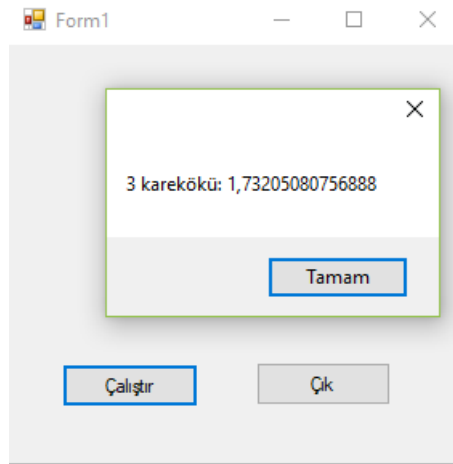 Form1
3 karekökü: 1,73205080756888
Tamam
Çalıştır
Çık